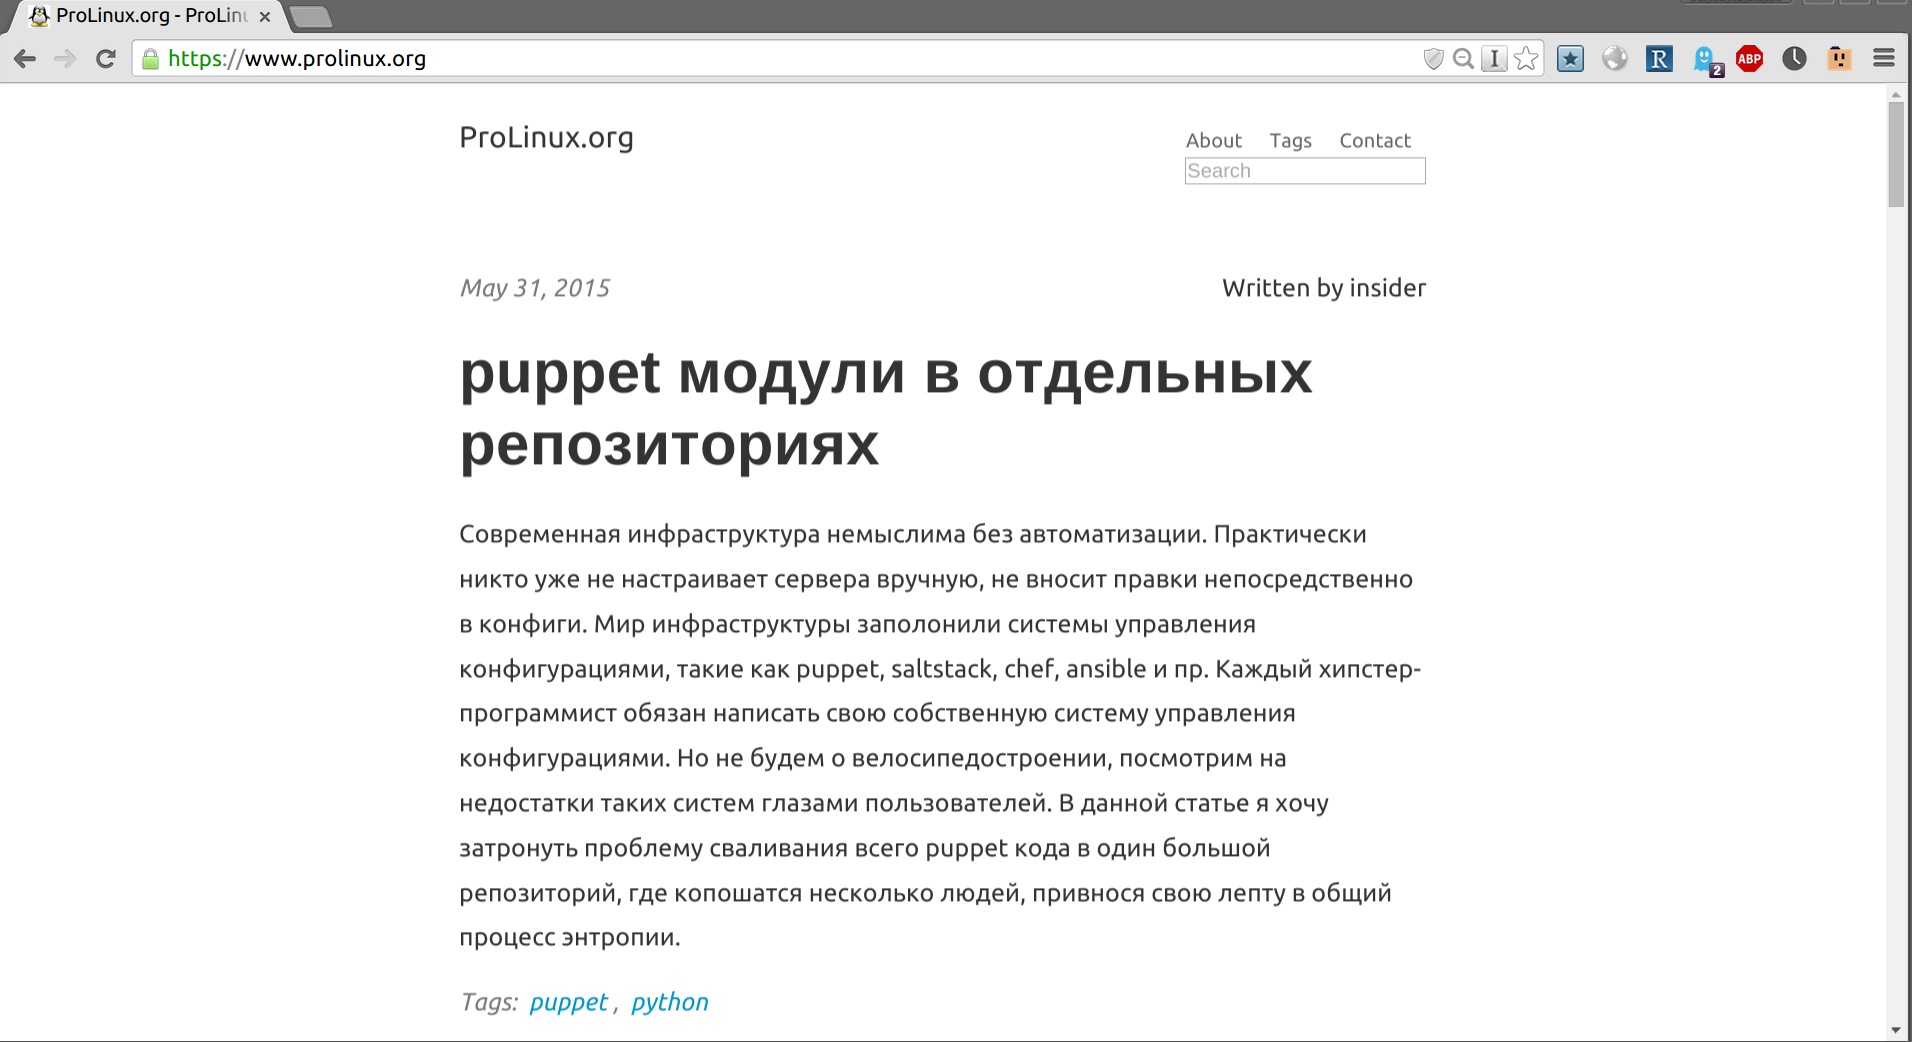 ProLinux.org - ProLinu
https://www.prolinux.org
I
R
2
ABP
ProLinux.org
About Tags Contact
Search
May 31, 2015
Written by insider
puppet модули в отдельных
репозиториях
Современная инфраструктура немыслима без автоматизации. Практически
никто уже не настраивает сервера вручную, не вносит правки непосредственно
в конфиги. Мир инфраструктуры заполонили системы управления
конфигурациями, такие как puppet, saltstack, chef, ansible и пр. Каждый хипстер-
программист обязан написать свою собственную систему управления
конфигурациями. Но не будем о велосипедостроении, посмотрим на
недостатки таких систем глазами пользователей. В данной статье я хочу
затронуть проблему сваливания всего puppet кода в один большой
репозиторий, где копошатся несколько людей, привнося свою лепту в общий
процесс энтропии.
Tags: puppet , python